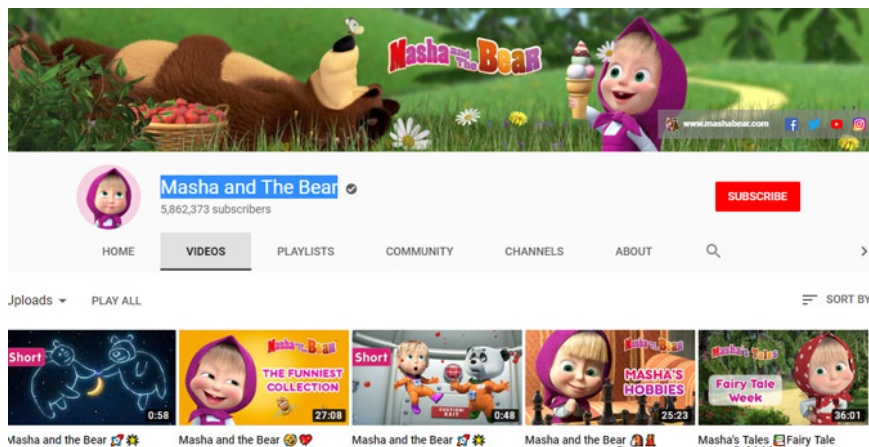 Masha and The Bear
www.mashabear.com
Masha and The Bear
5,862,373 subscribers
SUBSCRIBE
HOME VIDEOS PLAYLISTS COMMUNITY CHANNELS ABOUT
Uploads PLAY ALL SORT BY
Short
0:58
Masha and the Bear
THE FUNNIEST
COLLECTION
27:08
Short
CAUTION:
EXIT
0:48
Masha and the Bear
MASHA'S
HOBBIES
25:23
Masha's Tales
Fairy Tale
Week
36:01
Masha and the Bear 🚀🌟
Masha and the Bear 🤣❤️
Masha and the Bear 🚀🌟
Masha and the Bear
Masha's Tales Fairy Tale